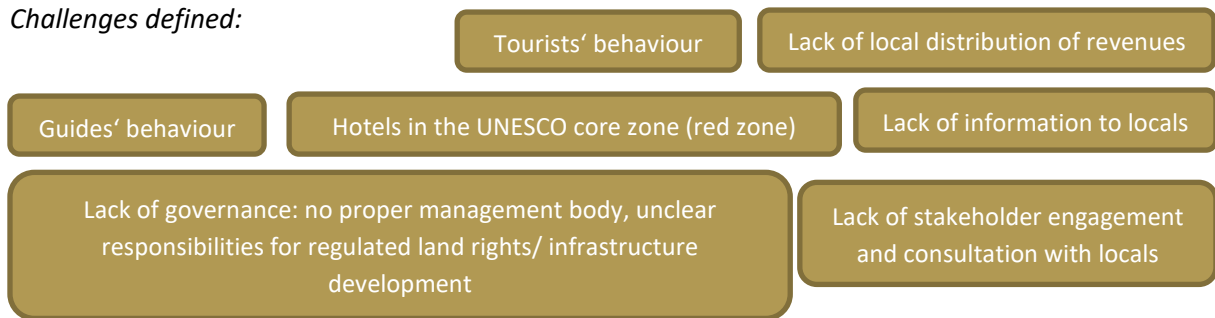 Challenges defined:
Tourists‘ behaviour
Lack of local distribution of revenues
Guides‘ behaviour
Hotels in the UNESCO core zone (red zone)
Lack of information to locals
Lack of governance: no proper management body, unclear
responsibilities for regulated land rights/ infrastructure
development
Lack of stakeholder engagement
and consultation with locals